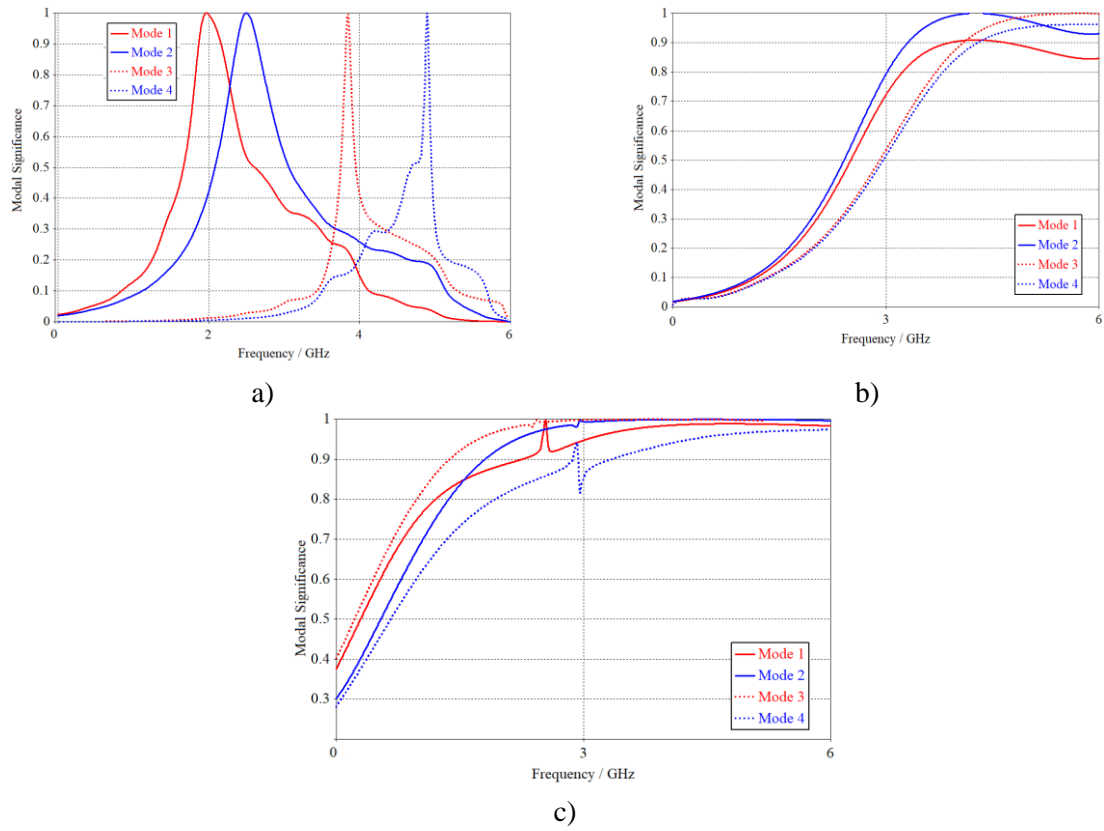 1
0.9
0.8
0.7
0.6
0.5
0.4
0.3
0.2
0.1
0
Modal Significance
Mode 1
Mode 2
Mode 3
Mode 4
0 2 4 6
Frequency / GHz
a)
1
0.9
0.8
0.7
0.6
0.5
0.4
0.3
0.2
0.1
0
Modal Significance
Mode 1
Mode 2
Mode 3
Mode 4
0 3 6
Frequency / GHz
b)
1
0.9
0.8
0.7
0.6
0.5
0.4
0.3
Modal Significance
Mode 1
Mode 2
Mode 3
Mode 4
0 3 6
Frequency / GHz
c)